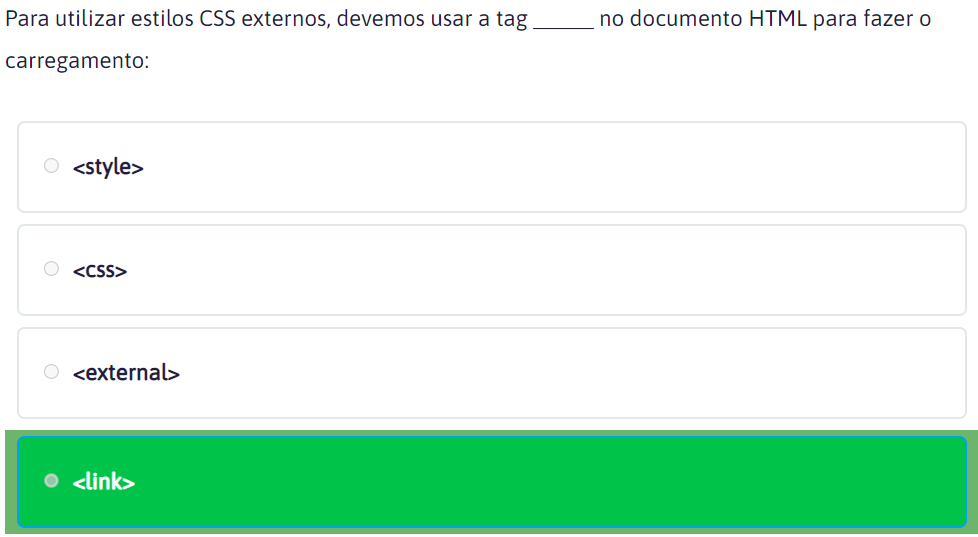 Para utilizar estilos CSS externos, devemos usar a tag ______ no documento HTML para fazer o
carregamento:
<style>
<css>
<external>
<link>